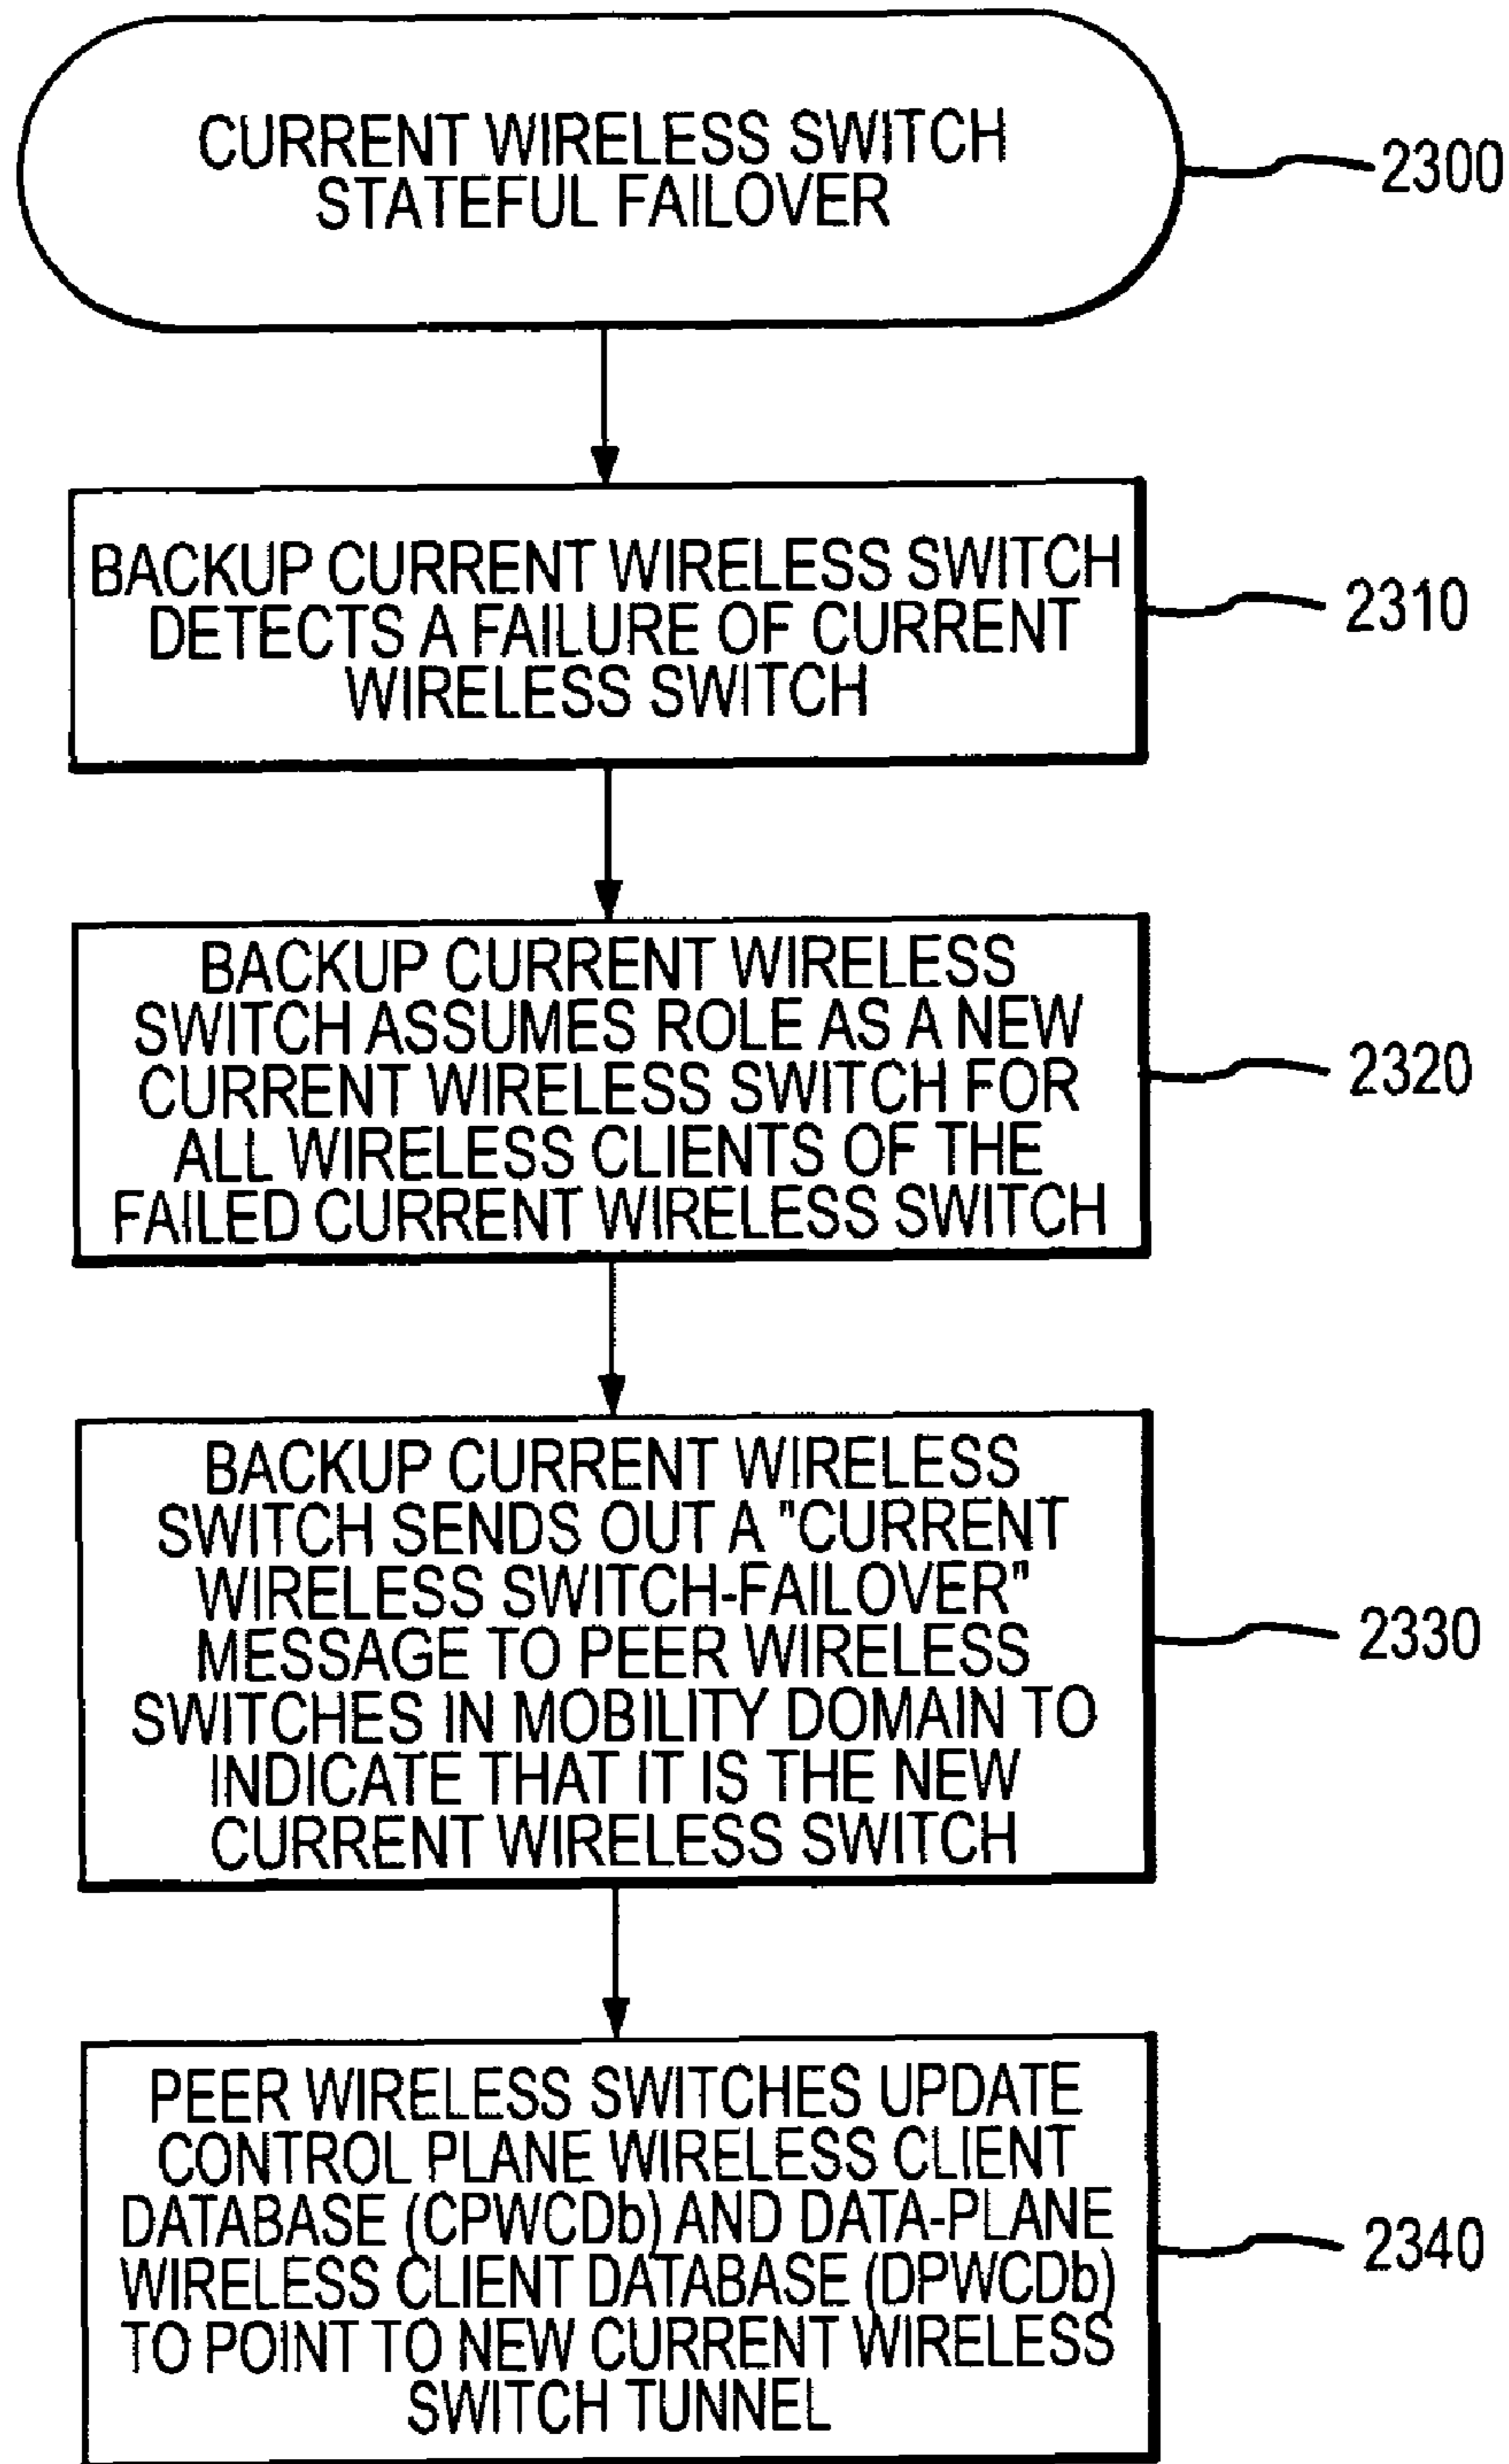 CURRENT WIRELESS SWITCH
STATEFUL FAILOVER
2300
BACKUP CURRENT WIRELESS SWITCH
DETECTS A FAILURE OF CURRENT
WIRELESS SWITCH
2310
BACKUP CURRENT WIRELESS
SWITCH ASSUMES ROLE AS A NEW
CURRENT WIRELESS SWITCH FOR
ALL WIRELESS CLIENTS OF THE
FAILED CURRENT WIRELESS SWITCH
2320
BACKUP CURRENT WIRELESS
SWITCH SENDS OUT A "CURRENT
WIRELESS SWITCH-FAILOVER"
MESSAGE TO PEER WIRELESS
SWITCHES IN MOBILITY DOMAIN TO
INDICATE THAT IT IS THE NEW
CURRENT WIRELESS SWITCH
2330
PEER WIRELESS SWITCHES UPDATE
CONTROL PLANE WIRELESS CLIENT
DATABASE (CPWCDb) AND DATA-PLANE
WIRELESS CLIENT DATABASE (DPWCDb)
TO POINT TO NEW CURRENT WIRELESS
SWITCH TUNNEL
2340